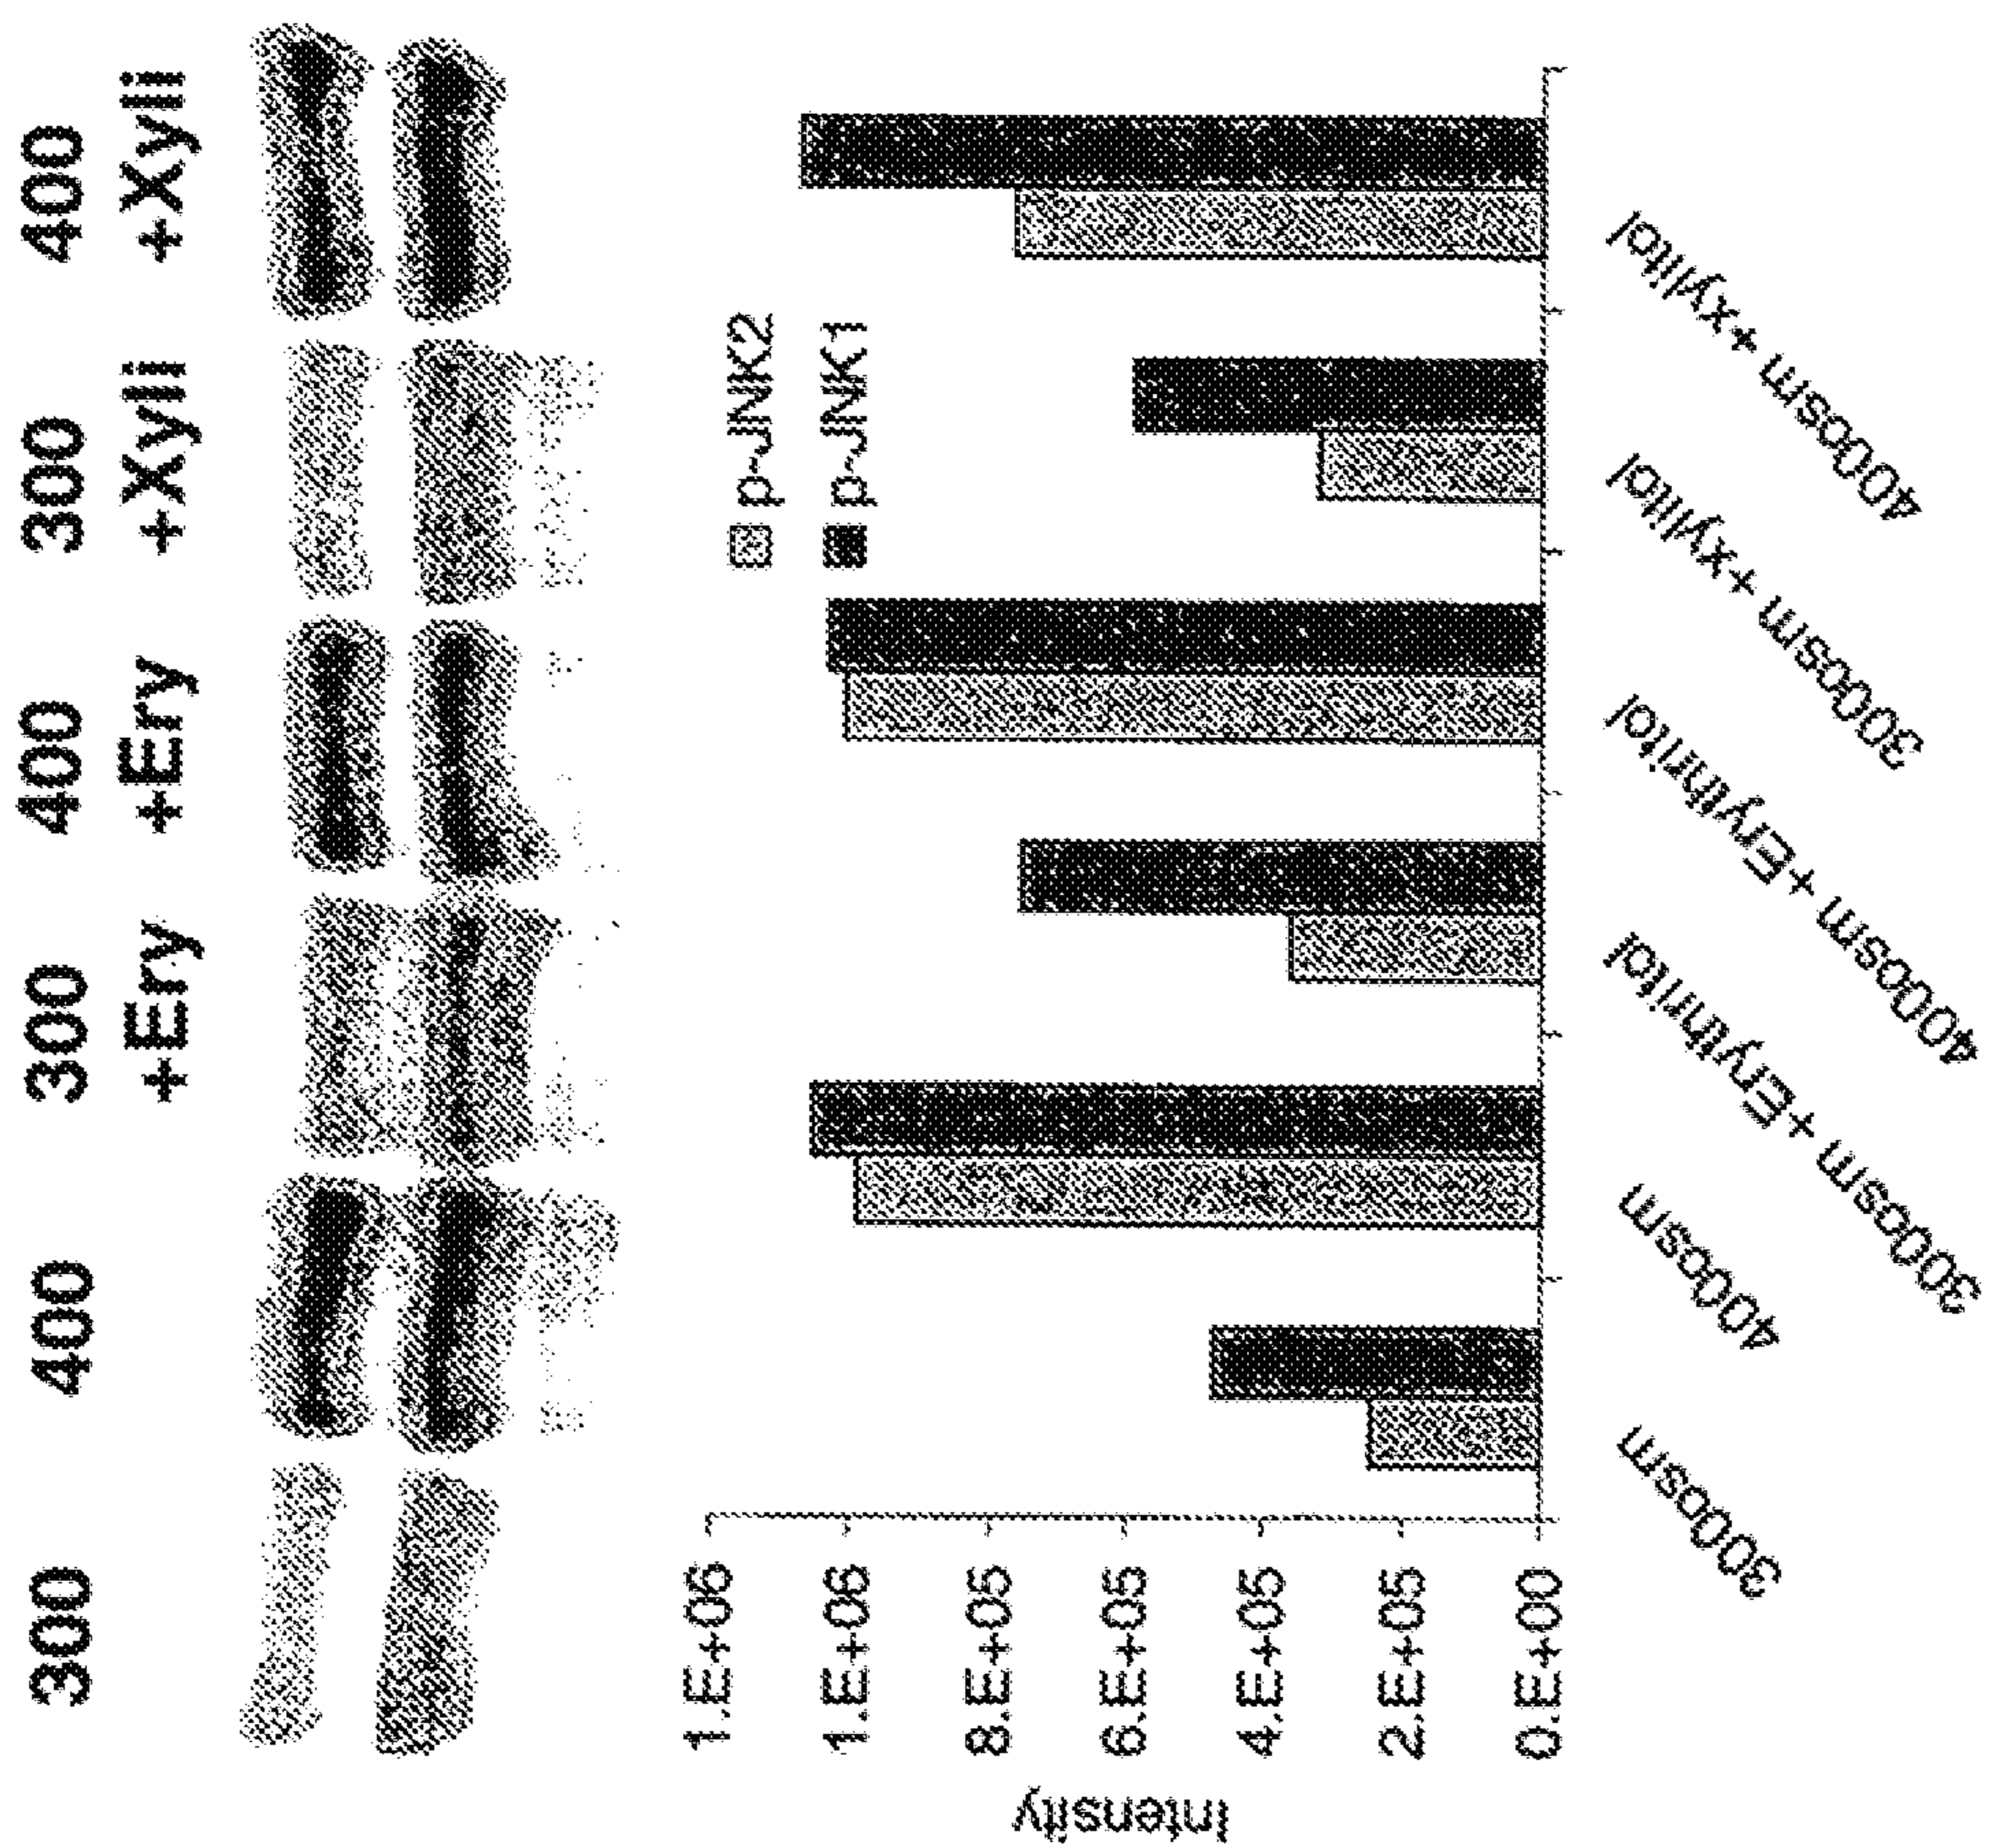 300 400 300 400 300 400
+Ery +Ery +Xyli +Xyli
p-JNK2
p-JNK1
1.E+06
1.E+06
8.E+05
6.E+05
4.E+05
2.E+05
0.E+00
Intensity
300osm
400osm
300osm +Erythritol
400osm +Erythritol
300osm +xylitol
400osm +xylitol